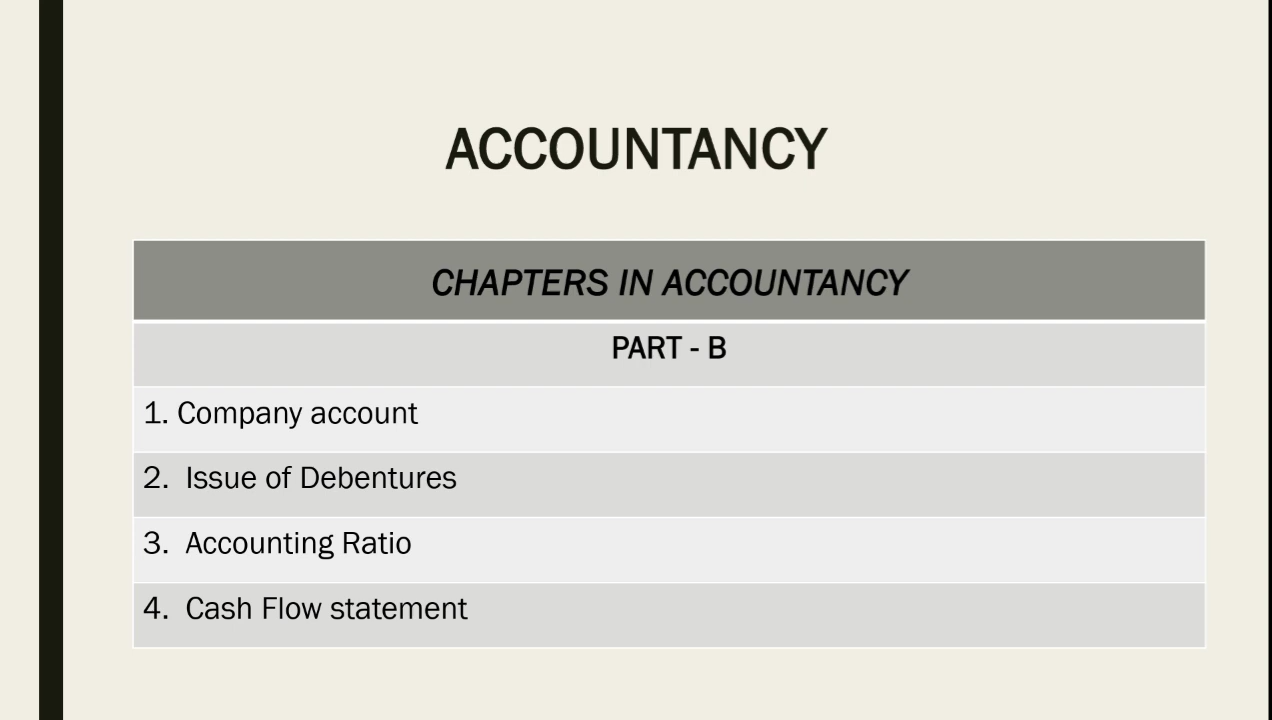 ACCOUNTANCY
CHAPTERS IN ACCOUNTANCY
PART - B
1. Company account
2. Issue of Debentures
3. Accounting Ratio
4. Cash Flow statement